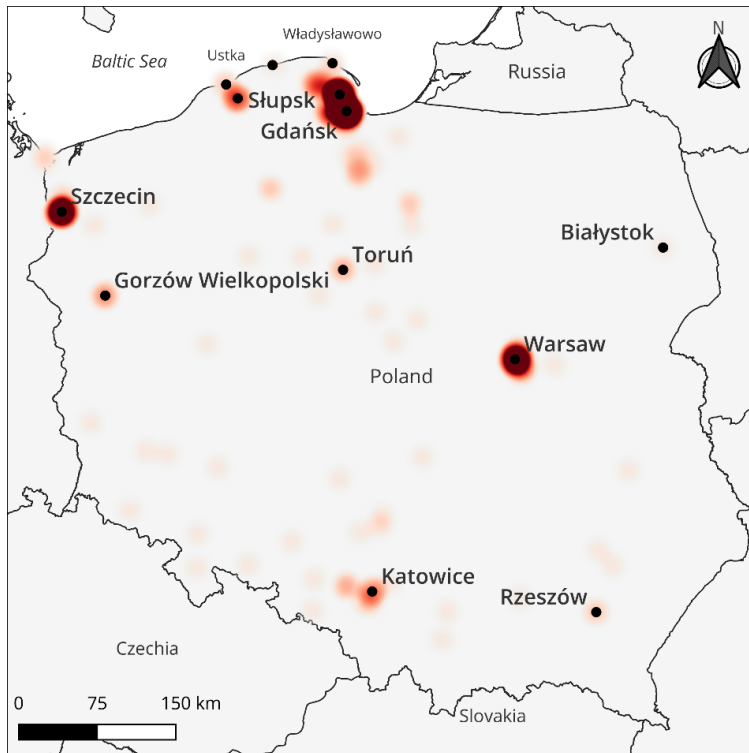 Władysławowo
N
Ustka
Baltic Sea
Russia
Słupsk
Gdańsk
Szczecin
Białystok
Toruń
Gorzów Wielkopolski
Warsaw
Poland
Katowice
Rzeszów
Czechia
0 75 150 km
Slovakia